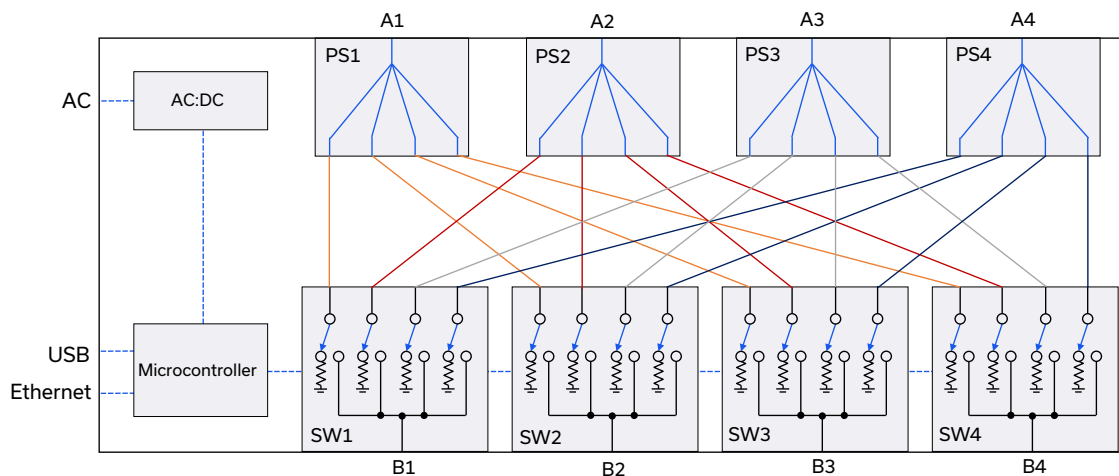 A1
A2
A3
A4
PS1
PS2
PS3
PS4
AC
AC:DC
USB
Ethernet
Microcontroller
SW1
SW2
SW3
SW4
B1
B2
B3
B4